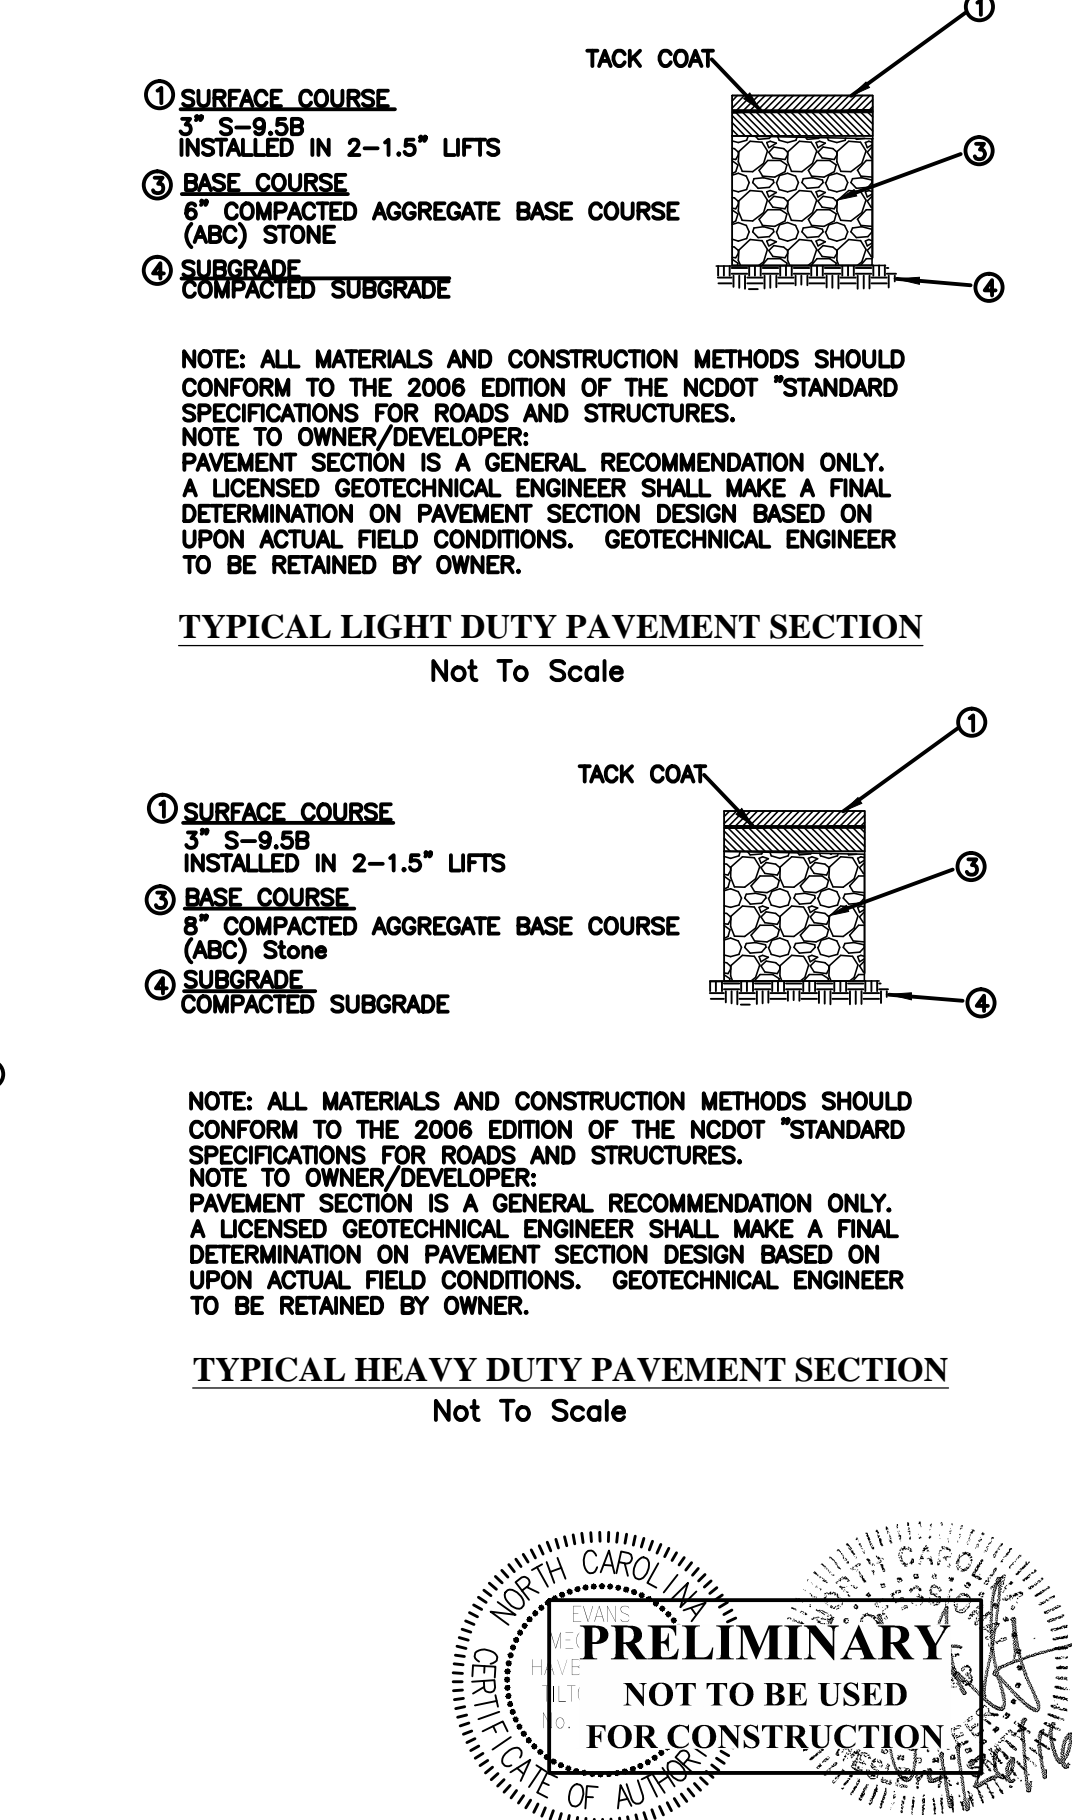 ①
TACK COAT
① SURFACE COURSE
3" S-9.5B
INSTALLED IN 2-1.5" LIFTS
③
③ BASE COURSE
6" COMPACTED AGGREGATE BASE COURSE
(ABC) STONE
④ SUBGRADE
COMPACTED SUBGRADE
④
NOTE: ALL MATERIALS AND CONSTRUCTION METHODS SHOULD
CONFORM TO THE 2006 EDITION OF THE NCDOT "STANDARD
SPECIFICATIONS FOR ROADS AND STRUCTURES.
NOTE TO OWNER/DEVELOPER:
PAVEMENT SECTION IS A GENERAL RECOMMENDATION ONLY.
A LICENSED GEOTECHNICAL ENGINEER SHALL MAKE A FINAL
DETERMINATION ON PAVEMENT SECTION DESIGN BASED ON
UPON ACTUAL FIELD CONDITIONS. GEOTECHNICAL ENGINEER
TO BE RETAINED BY OWNER.
TYPICAL LIGHT DUTY PAVEMENT SECTION
Not To Scale
①
TACK COAT
① SURFACE COURSE
3" S-9.5B
INSTALLED IN 2-1.5" LIFTS
③
③ BASE COURSE
8" COMPACTED AGGREGATE BASE COURSE
(ABC) Stone
④ SUBGRADE
COMPACTED SUBGRADE
④
NOTE: ALL MATERIALS AND CONSTRUCTION METHODS SHOULD
CONFORM TO THE 2006 EDITION OF THE NCDOT "STANDARD
SPECIFICATIONS FOR ROADS AND STRUCTURES.
NOTE TO OWNER/DEVELOPER:
PAVEMENT SECTION IS A GENERAL RECOMMENDATION ONLY.
A LICENSED GEOTECHNICAL ENGINEER SHALL MAKE A FINAL
DETERMINATION ON PAVEMENT SECTION DESIGN BASED ON
UPON ACTUAL FIELD CONDITIONS. GEOTECHNICAL ENGINEER
TO BE RETAINED BY OWNER.
TYPICAL HEAVY DUTY PAVEMENT SECTION
Not To Scale
NORTH CAROLINA
CERTIFICATE OF AUTHOR
EVANS
No.
NORTH CAROLINA
PRELIMINARY
NOT TO BE USED
FOR CONSTRUCTION